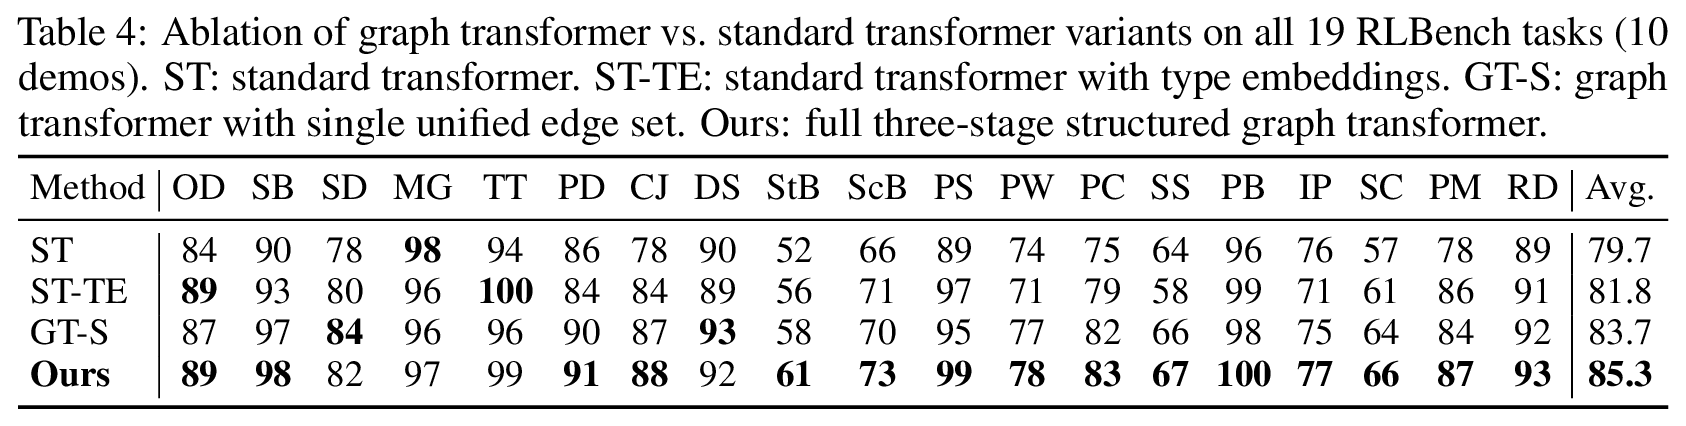 Table 4: Ablation of graph transformer vs. standard transformer variants on all 19 RLBench tasks (10
demos). ST: standard transformer. ST-TE: standard transformer with type embeddings. GT-S: graph
transformer with single unified edge set. Ours: full three-stage structured graph transformer.
Method OD SB SD MG TT PD CJ DS StB ScB PS PW PC SS PB IP SC PM RD Avg.
ST 84 90 78 98 94 86 78 90 52 66 89 74 75 64 96 76 57 78 89 79.7
ST-TE 89 93 80 96 100 84 84 89 56 71 97 71 79 58 99 71 61 86 91 81.8
GT-S 87 97 84 96 96 90 87 93 58 70 95 77 82 66 98 75 64 84 92 83.7
Ours 89 98 82 97 99 91 88 92 61 73 99 78 83 67 100 77 66 87 93 85.3